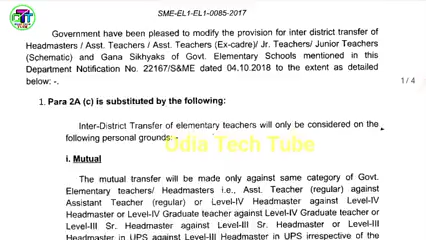 SME-EL1-EL1-0085-2017
Government have been pleased to modify the provision for inter district transfer of
Headmasters / Asst. Teachers / Asst. Teachers (Ex-cadre)/ Jr. Teachers/ Junior Teachers
(Schematic) and Gana Sikhyaks of Govt. Elementary Schools mentioned in this
Department Notification No. 22167/S&ME dated 04.10.2018 to the extent as detailed
below: -.
1 / 4
1. Para 2A (c) is substituted by the following:
Inter-District Transfer of elementary teachers will only be considered on the
following personal grounds: -
Udia Tech Tube
i. Mutual
The mutual transfer will be made only against same category of Govt.
Elementary teachers/ Headmasters i.e., Asst. Teacher (regular) against
Assistant Teacher (regular) or Level-IV Headmaster against Level-IV
Headmaster or Level-IV Graduate teacher against Level-IV Graduate teacher or
Level-III Sr. Headmaster against Level-III Sr. Headmaster or Level-III
Headmaster in UPS against Level-III Headmaster in UPS irrespective of the